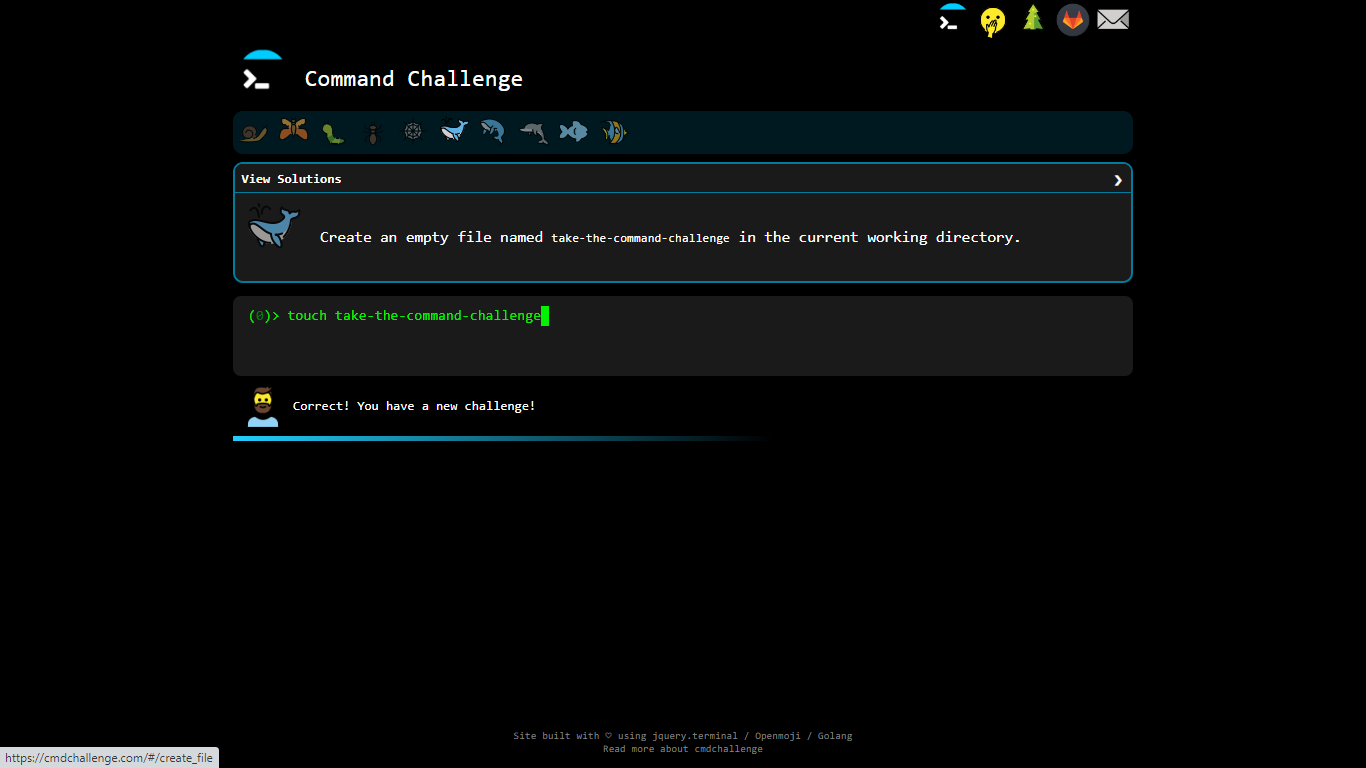 Command Challenge
View Solutions
Create an empty file named take-the-command-challenge in the current working directory.
(0)> touch take-the-command-challenge
Correct! You have a new challenge!
Site built with ♡ using jquery.terminal / Openmoji / Golang
Read more about cmdchallenge
https://cmdchallenge.com/#/create_file